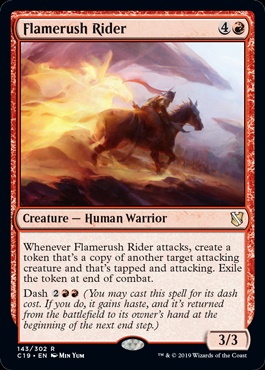 Flamerush Rider 4
Creature — Human Warrior
Whenever Flamerush Rider attacks, create a
token that's a copy of another target attacking
creature and that's tapped and attacking. Exile
the token at end of combat.
Dash 2 (You may cast this spell for its dash
cost. If you do, it gains haste, and it's returned
from the battlefield to its owner's hand at the
beginning of the next end step.)
3/3
143/302 R
C19 • EN Min Yum
™ & © 2019 Wizards of the Coast